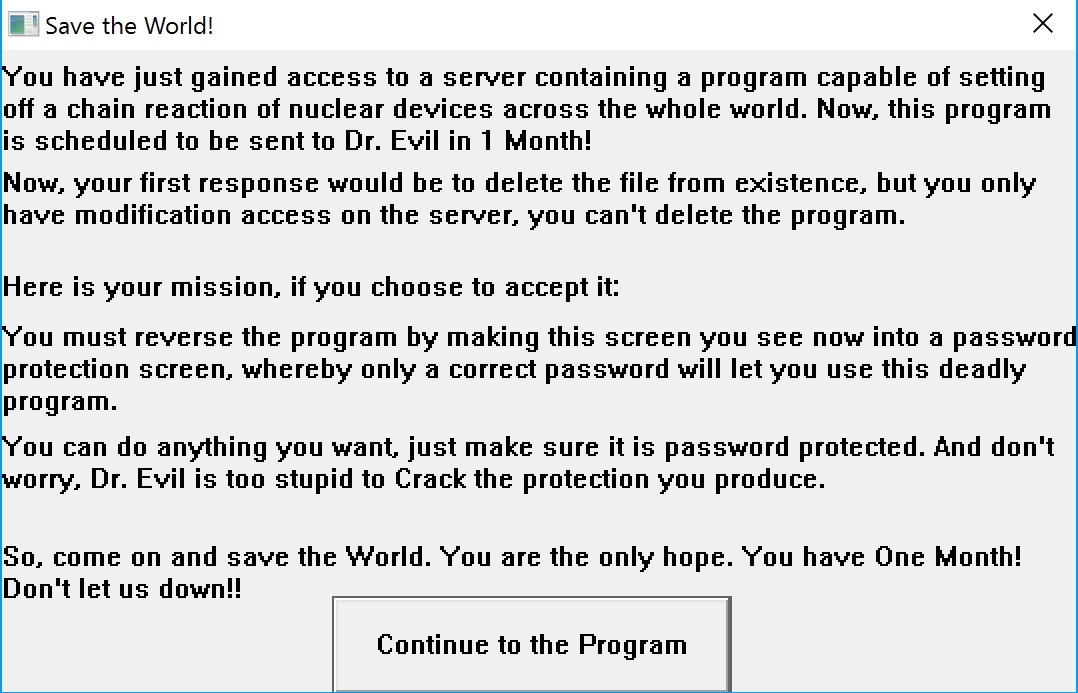 Save the World!
You have just gained access to a server containing a program capable of setting
off a chain reaction of nuclear devices across the whole world. Now, this program
is scheduled to be sent to Dr. Evil in 1 Month!
Now, your first response would be to delete the file from existence, but you only
have modification access on the server, you can't delete the program.
Here is your mission, if you choose to accept it:
You must reverse the program by making this screen you see now into a password
protection screen, whereby only a correct password will let you use this deadly
program.
You can do anything you want, just make sure it is password protected. And don't
worry, Dr. Evil is too stupid to Crack the protection you produce.
So, come on and save the World. You are the only hope. You have One Month!
Don't let us down!!
Continue to the Program